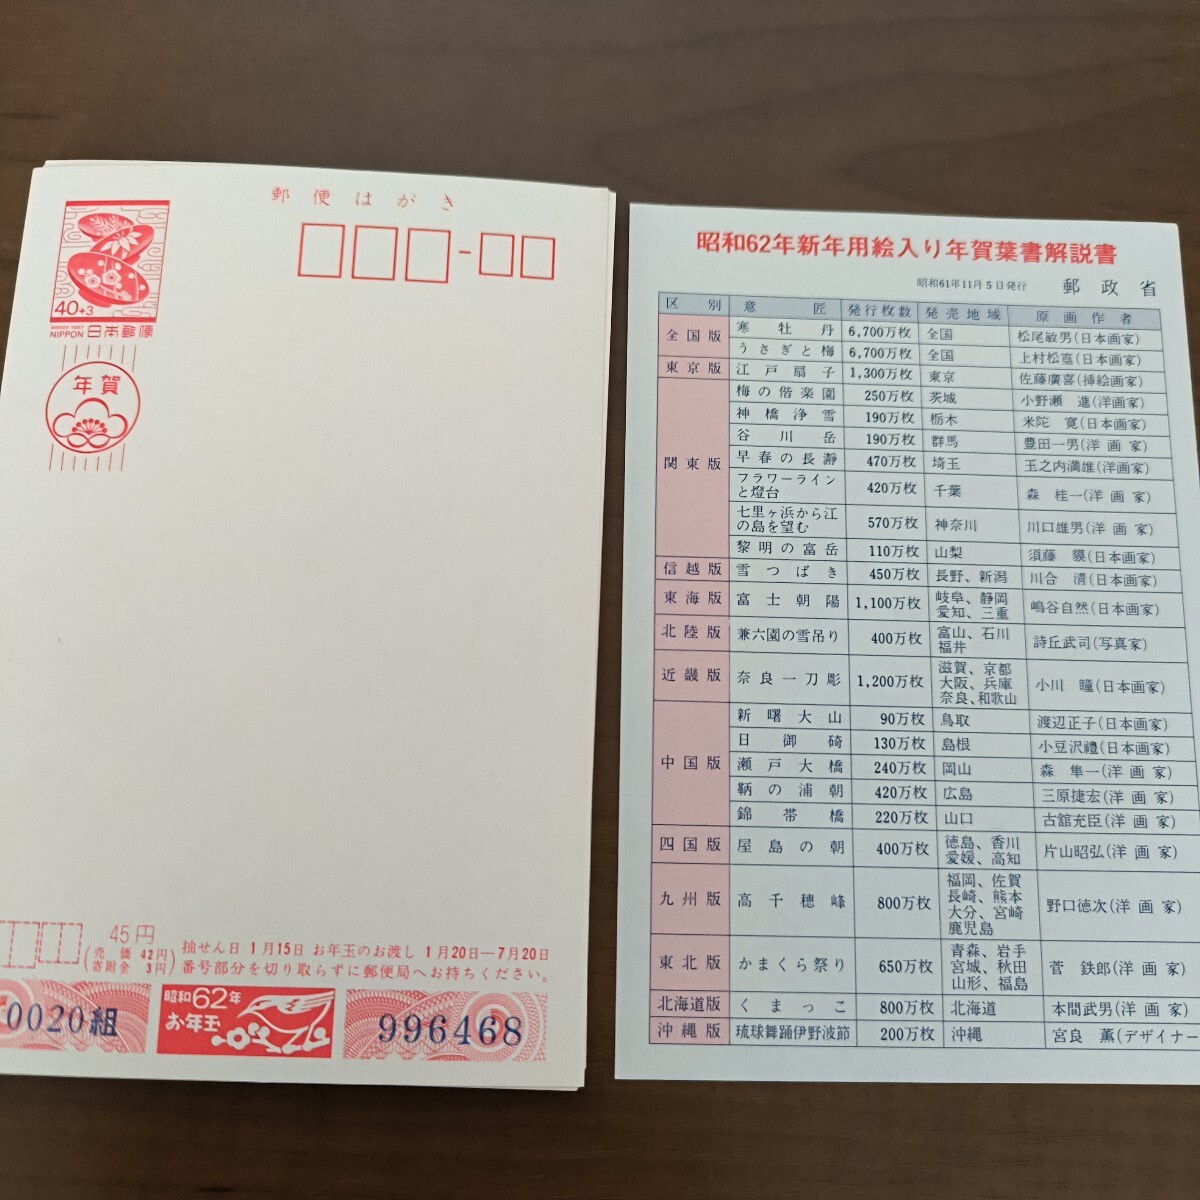 郵便はがき
40+3
NIPPON 日本郵便
年賀
45円
(売価 42円
寄附金 3円)
抽せん日 1月15日 お年玉のお渡し 1月20日―7月20日
番号部分を切り取らずに郵便局へお持ちください。
0020組
昭和62年
お年玉
996468
昭和62年新年用絵入り年賀葉書解説書
昭和61年11月5日発行 郵政省
区別 意匠 発行枚数 発売地域 原画作者
全国版 寒牡丹 6,700万枚 全国 松尾敏男(日本画家)
うさぎと梅 6,700万枚 全国 上村松篁(日本画家)
東京版 江戸扇子 1,300万枚 東京 佐藤廣喜(挿絵画家)
関東版 梅の偕楽園 250万枚 茨城 小野瀬進(洋画家)
神橋浄雪 190万枚 栃木 米陀寛(日本画家)
谷川岳 190万枚 群馬 豊田一男(洋画家)
早春の長瀞 470万枚 埼玉 玉之内満雄(洋画家)
フラワーライン
と燈台 420万枚 千葉 森桂一(洋画家)
七里ヶ浜から江
の島を望む 570万枚 神奈川 川口雄男(洋画家)
黎明の富岳 110万枚 山梨 須藤(日本画家)
信越版 雪つばき 450万枚 長野、新潟 川合清(日本画家)
東海版 富士朝陽 1,100万枚 岐阜、静岡
愛知、三重 嶋谷自然(日本画家)
北陸版 兼六園の雪吊り 400万枚 富山、石川
福井 詩丘武司(写真家)
近畿版 奈良一刀彫 1,200万枚 滋賀、京都
大阪、兵庫
奈良、和歌山 小川瞳(日本画家)
中国版 新曙大山 90万枚 鳥取 渡辺正子(日本画家)
日御碕 130万枚 島根 小豆沢禮(日本画家)
瀬戸大橋 240万枚 岡山 森隼一(洋画家)
鞆の浦朝 420万枚 広島 三原捷宏(洋画家)
錦帯橋 220万枚 山口 古舘充臣(洋画家)
四国版 屋島の朝 400万枚 徳島、香川
愛媛、高知 片山昭弘(洋画家)
九州版 高千穂峰 800万枚 福岡、佐賀
長崎、熊本
大分、宮崎
鹿児島 野口徳次(洋画家)
東北版 かまくら祭り 650万枚 青森、岩手
宮城、秋田
山形、福島 菅鉄郎(洋画家)
北海道版 くまっこ 800万枚 北海道 本間武男(洋画家)
沖縄版 琉球舞踊伊野波節 200万枚 沖縄 宮良薫(デザイナー